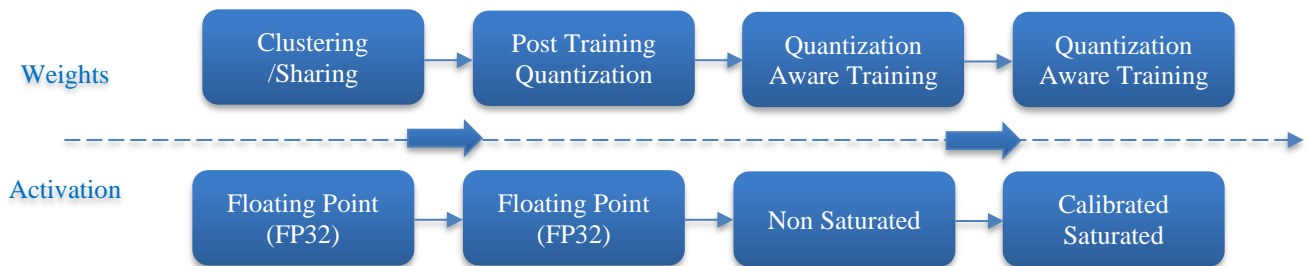 Weights
Clustering
/Sharing
Post Training
Quantization
Quantization
Aware Training
Quantization
Aware Training
Activation
Floating Point
(FP32)
Floating Point
(FP32)
Non Saturated
Calibrated
Saturated